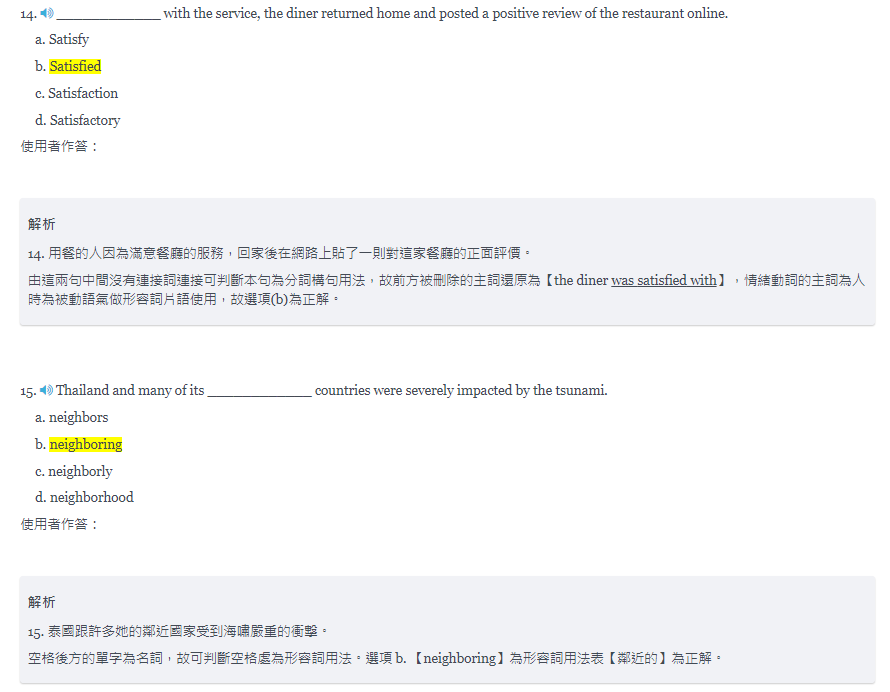 14. _____________ with the service, the diner returned home and posted a positive review of the restaurant online.
a. Satisfy
b. Satisfied
c. Satisfaction
d. Satisfactory
使用者作答：
解析
14. 用餐的人因為滿意餐廳的服務，回家後在網路上貼了一則對這家餐廳的正面評價。
由這兩句中間沒有連接詞連接可判斷本句為分詞構句用法，故前方被刪除的主詞還原為【the diner was satisfied with】，情緒動詞的主詞為人
時為被動語氣做形容詞片語使用，故選項(b)為正解。
15. Thailand and many of its _____________ countries were severely impacted by the tsunami.
a. neighbors
b. neighboring
c. neighborly
d. neighborhood
使用者作答：
解析
15. 泰國跟許多她的鄰近國家受到海嘯嚴重的衝擊。
空格後方的單字為名詞，故可判斷空格處為形容詞用法。選項 b. 【neighboring】為形容詞用法表【鄰近的】為正解。